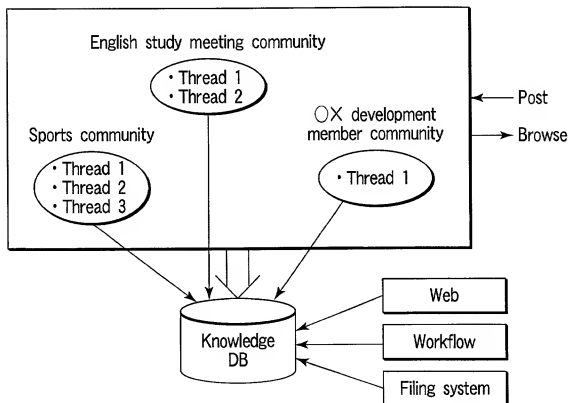 English study meeting community
・Thread 1
・Thread 2
Sports community
・Thread 1
・Thread 2
・Thread 3
○× development
member community
・Thread 1
Post
Browse
Knowledge
DB
Web
Workflow
Filing system